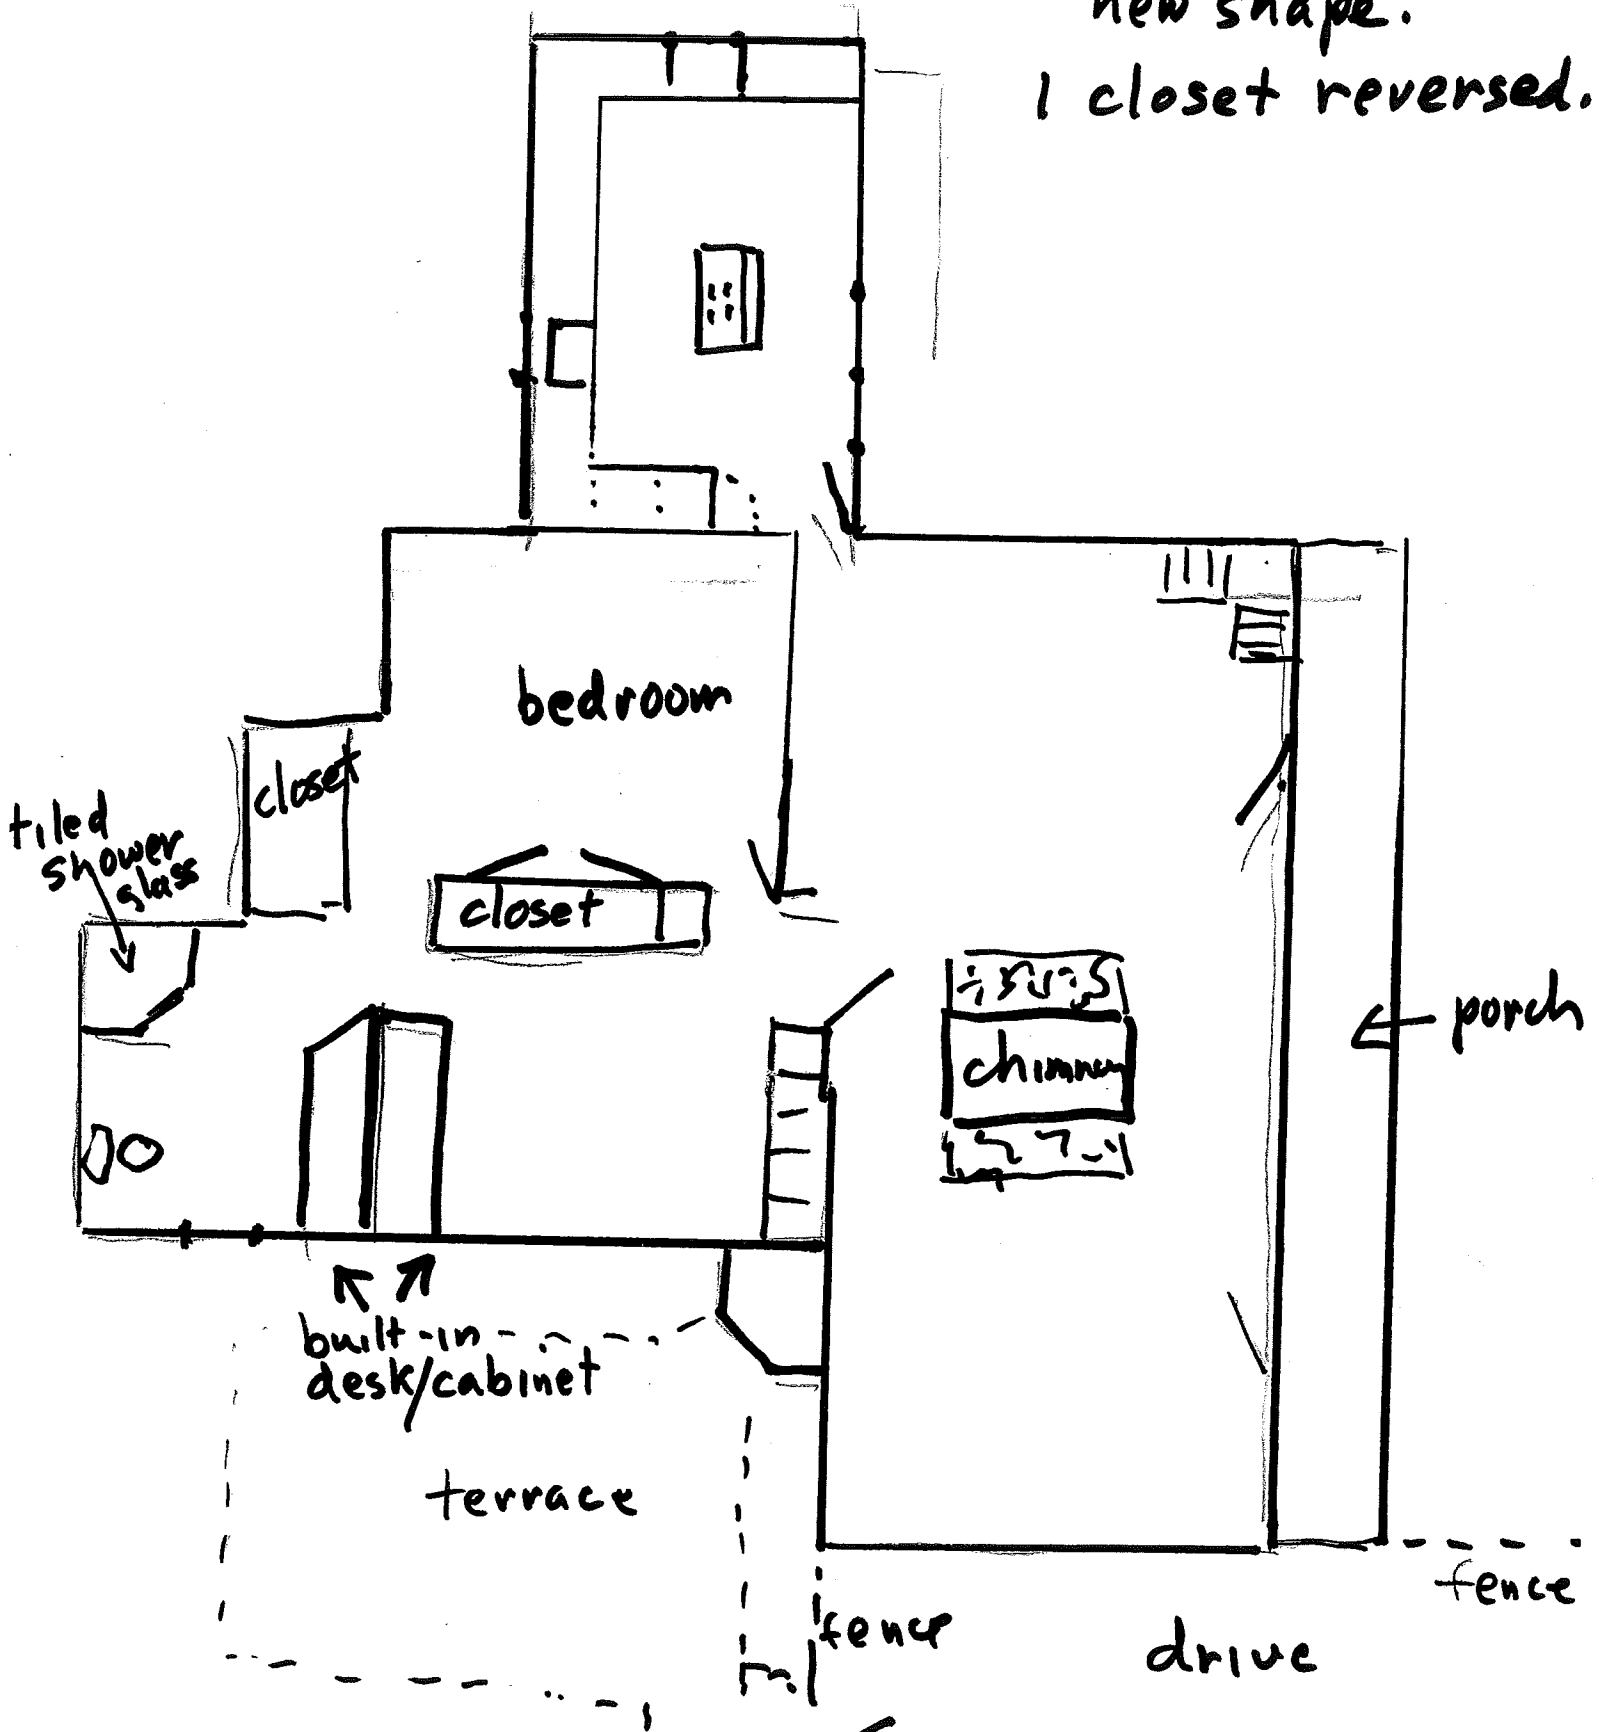 new shape.
1 closet reversed.
bedroom
closet
tiled
shower
glass
closet
chimney
porch
built-in
desk/cabinet
terrace
fence
fence
drive